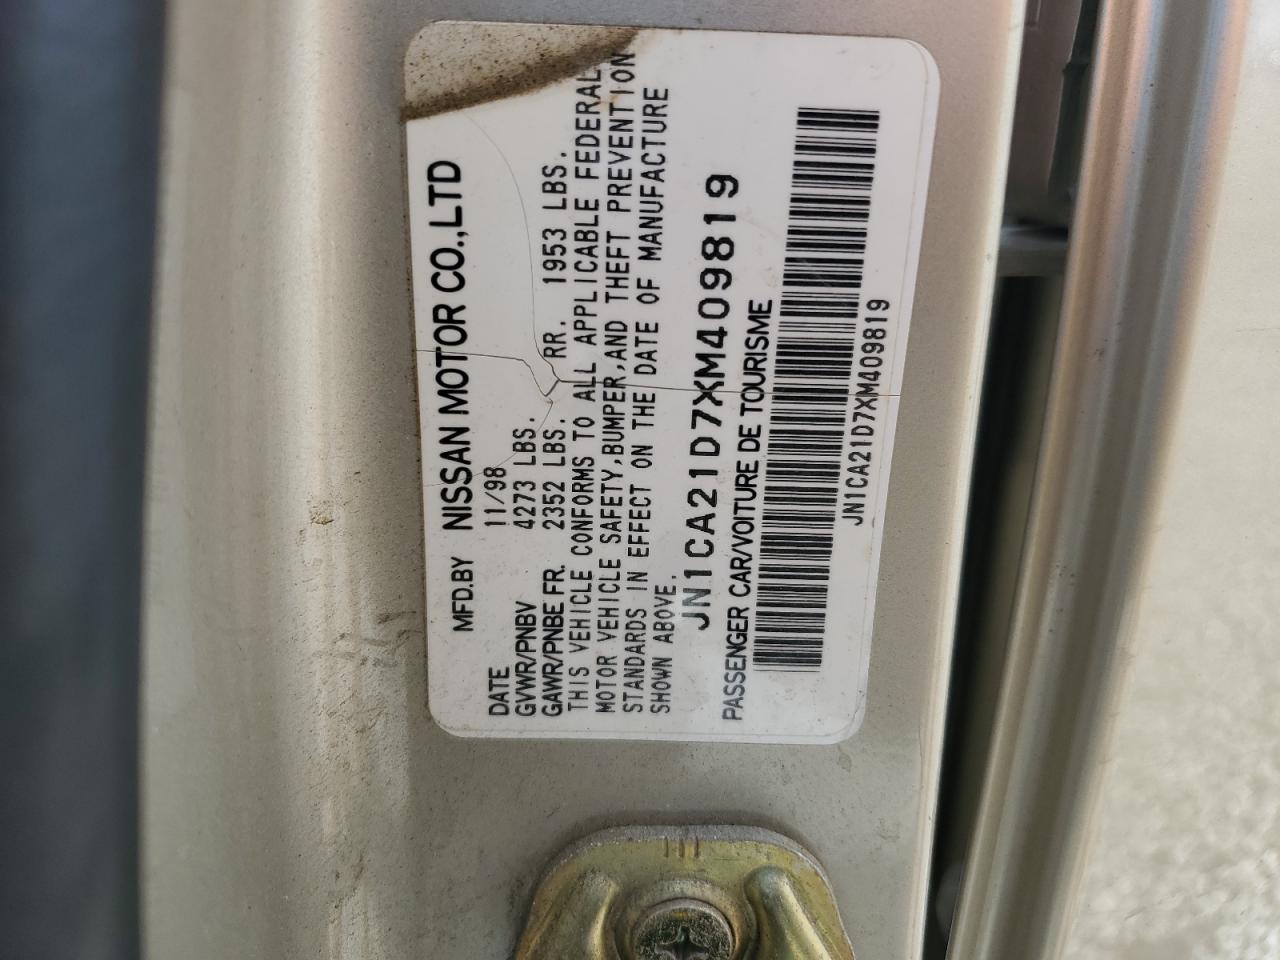 MFD.BY NISSAN MOTOR CO.,LTD
DATE 11/98
GVWR/PNBV 4273 LBS.
GAWR/PNBE FR. 2352 LBS. RR. 1953 LBS.
THIS VEHICLE CONFORMS TO ALL APPLICABLE FEDERAL
MOTOR VEHICLE SAFETY,BUMPER,AND THEFT PREVENTION
STANDARDS IN EFFECT ON THE DATE OF MANUFACTURE
SHOWN ABOVE.
JN1CA21D7XM409819
PASSENGER CAR/VOITURE DE TOURISME
JN1CA21D7XM409819